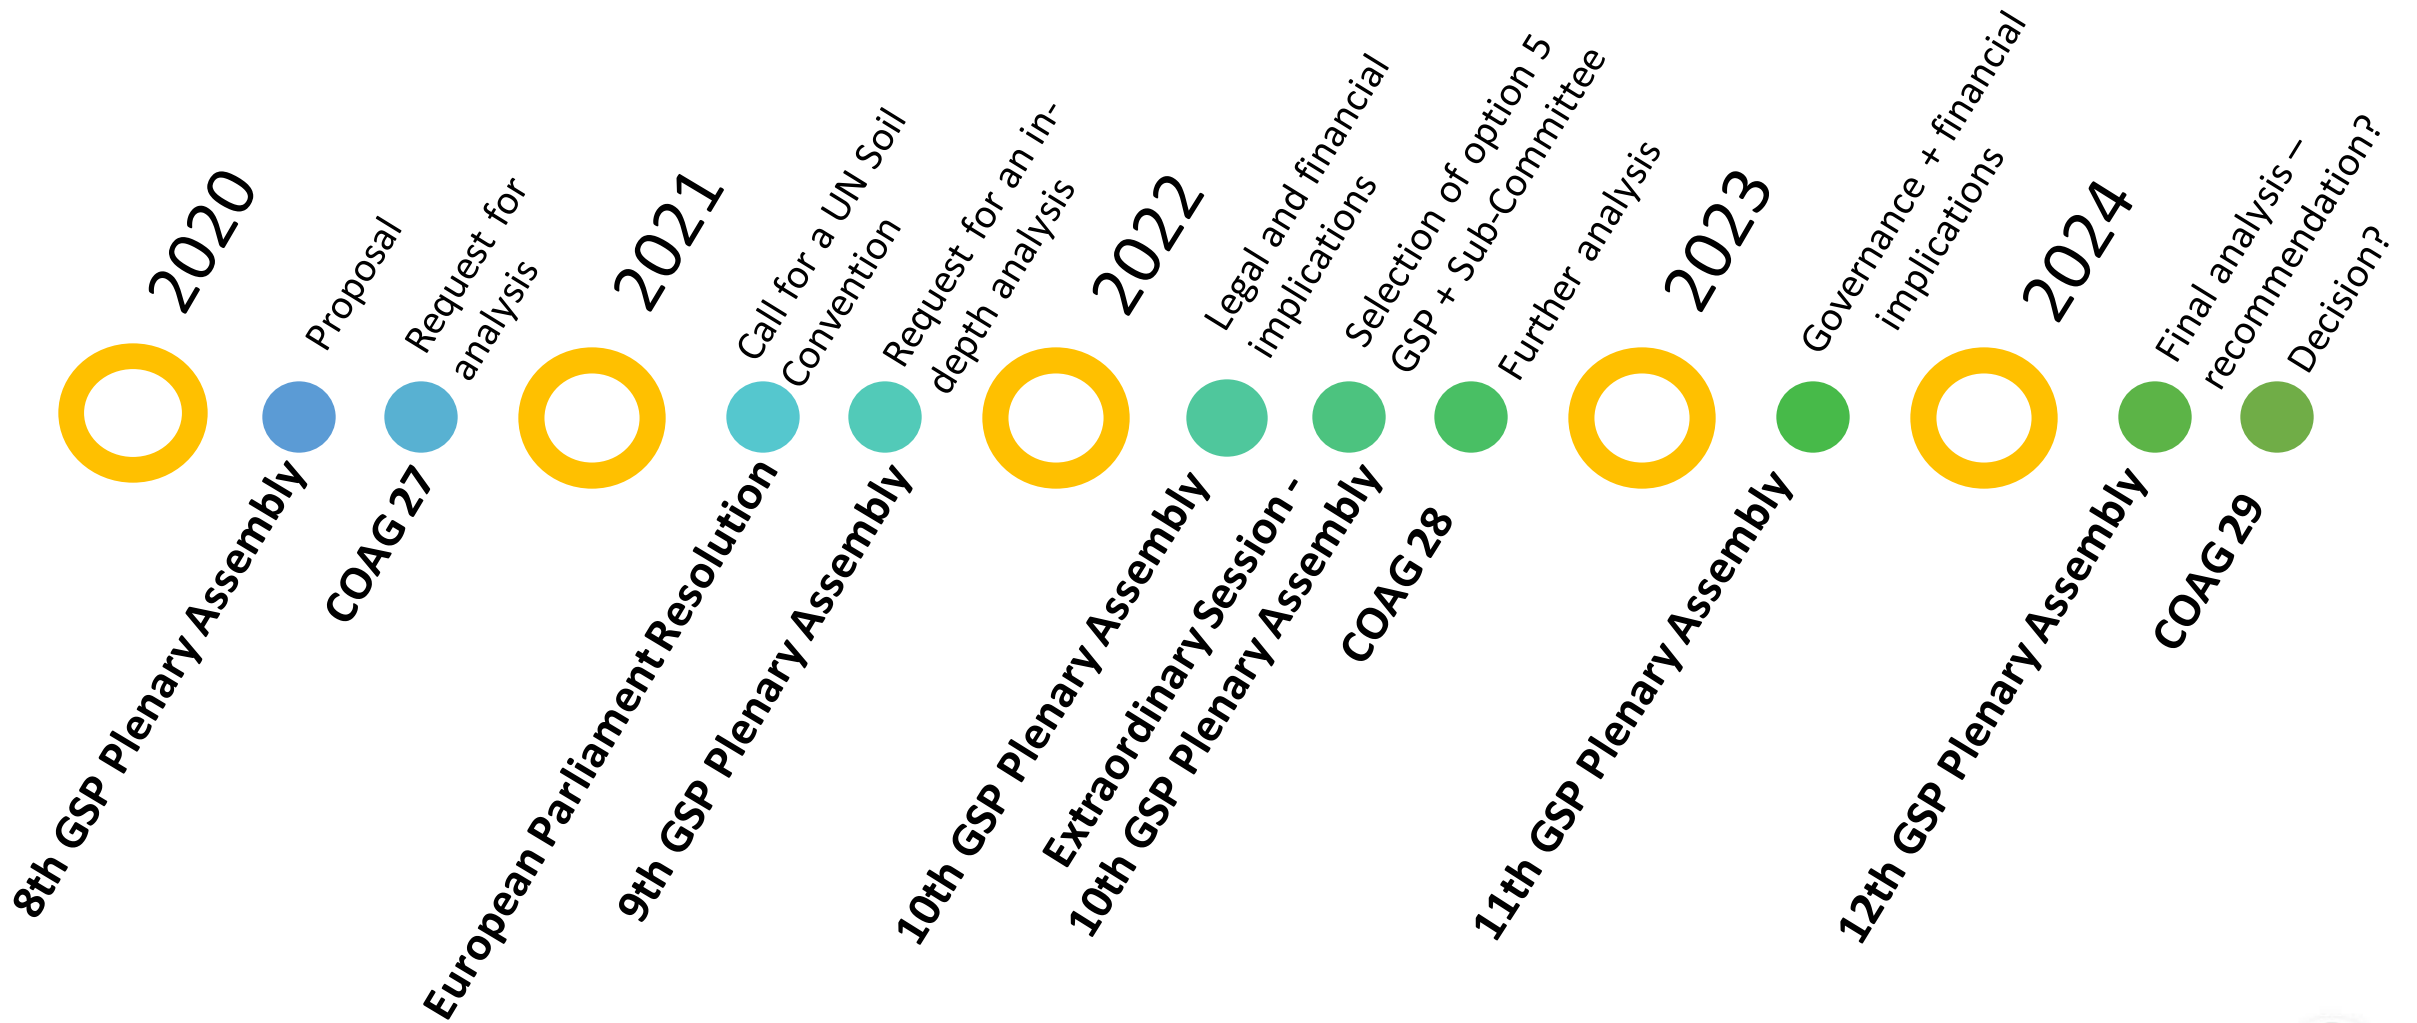 2020
Proposal
8th GSP Plenary Assembly
Request for
analysis
COAG 27
2021
Call for a UN Soil
Convention
European Parliament Resolution
Request for an in-
depth analysis
9th GSP Plenary Assembly
2022
Legal and financial
implications
10th GSP Plenary Assembly
Selection of option 5
GSP + Sub-Committee
Extraordinary Session -
10th GSP Plenary Assembly
Further analysis
COAG 28
2023
Governance + financial
implications
11th GSP Plenary Assembly
2024
Final analysis –
recommendation?
12th GSP Plenary Assembly
Decision?
COAG 29